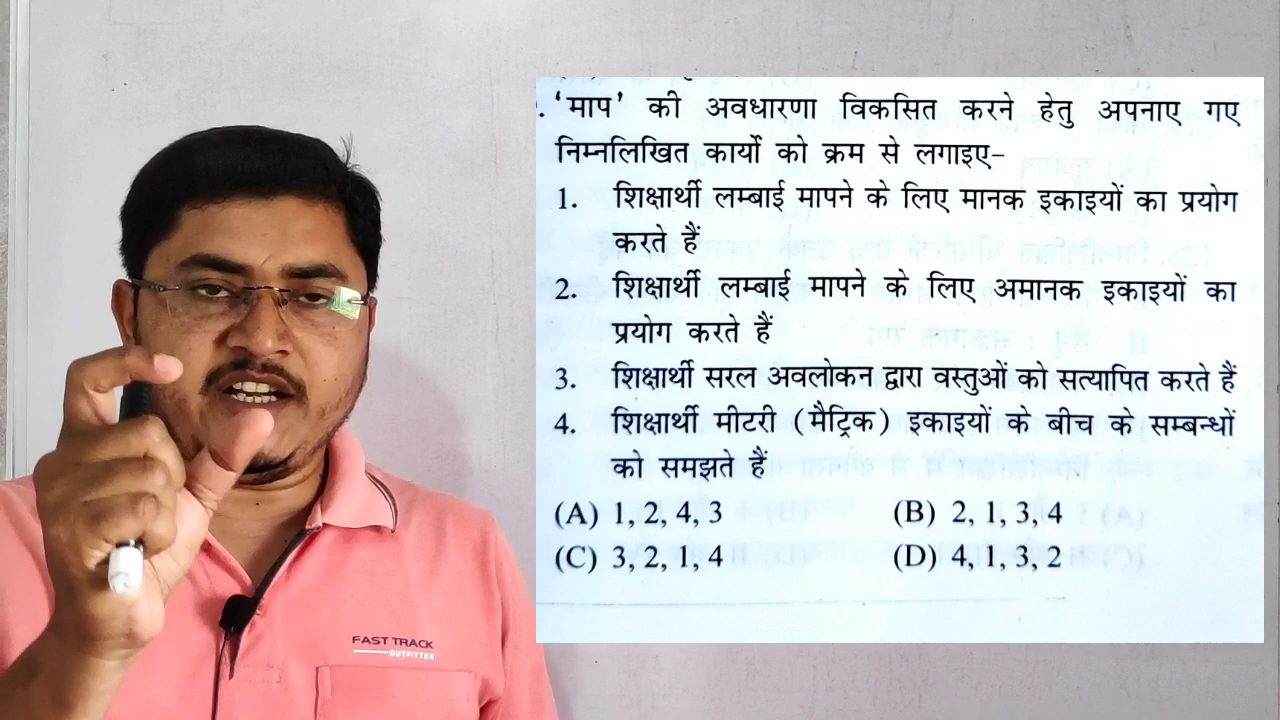 . 'माप' की अवधारणा विकसित करने हेतु अपनाए गए
निम्नलिखित कार्यों को क्रम से लगाइए-
1. शिक्षार्थी लम्बाई मापने के लिए मानक इकाइयों का प्रयोग
करते हैं
2. शिक्षार्थी लम्बाई मापने के लिए अमानक इकाइयों का
प्रयोग करते हैं
3. शिक्षार्थी सरल अवलोकन द्वारा वस्तुओं को सत्यापित करते हैं
4. शिक्षार्थी मीटरी (मैट्रिक) इकाइयों के बीच के सम्बन्धों
को समझते हैं
(A) 1, 2, 4, 3 (B) 2, 1, 3, 4
(C) 3, 2, 1, 4 (D) 4, 1, 3, 2
FAST TRACK
OUTFITTER